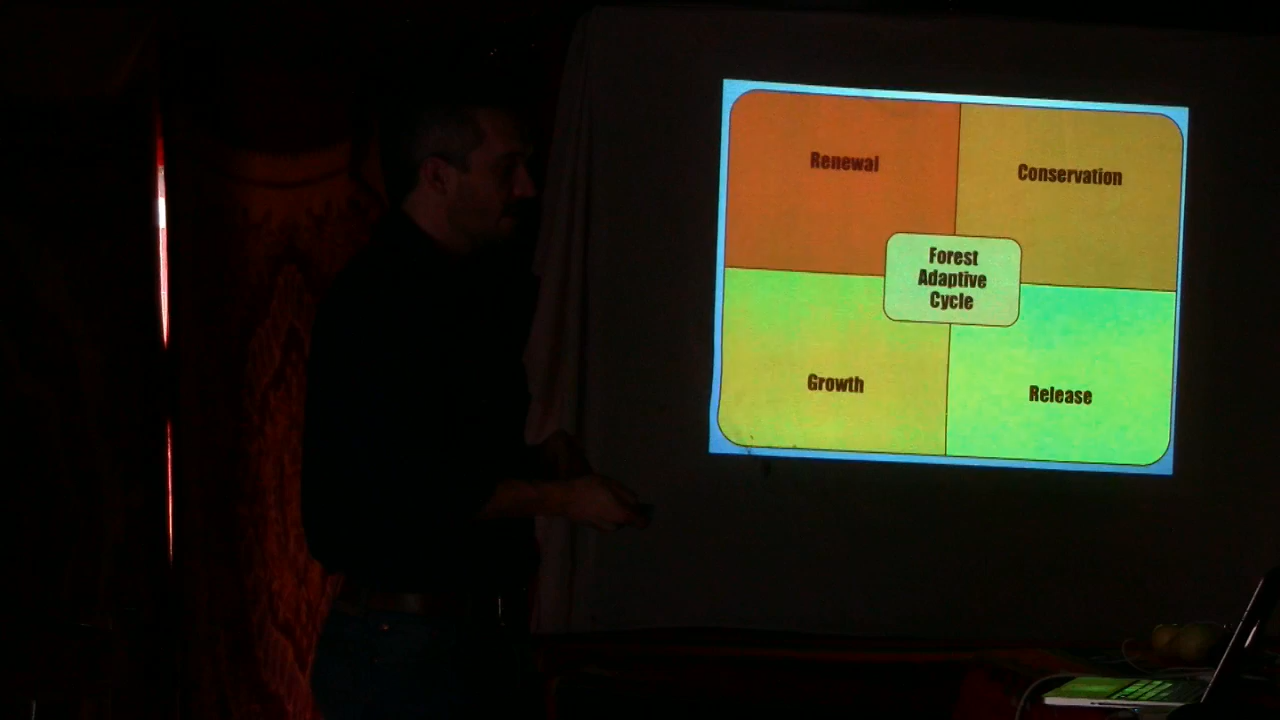 Renewal
Conservation
Forest
Adaptive
Cycle
Growth
Release